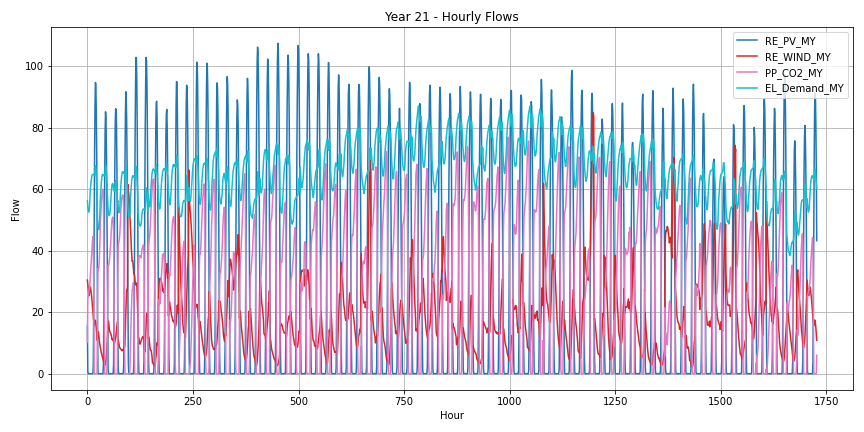 Year 21 - Hourly Flows
RE_PV_MY
RE_WIND_MY
PP_CO2_MY
EL_Demand_MY
Flow
100
80
60
40
20
0
0
250
500
750
1000
1250
1500
1750
Hour